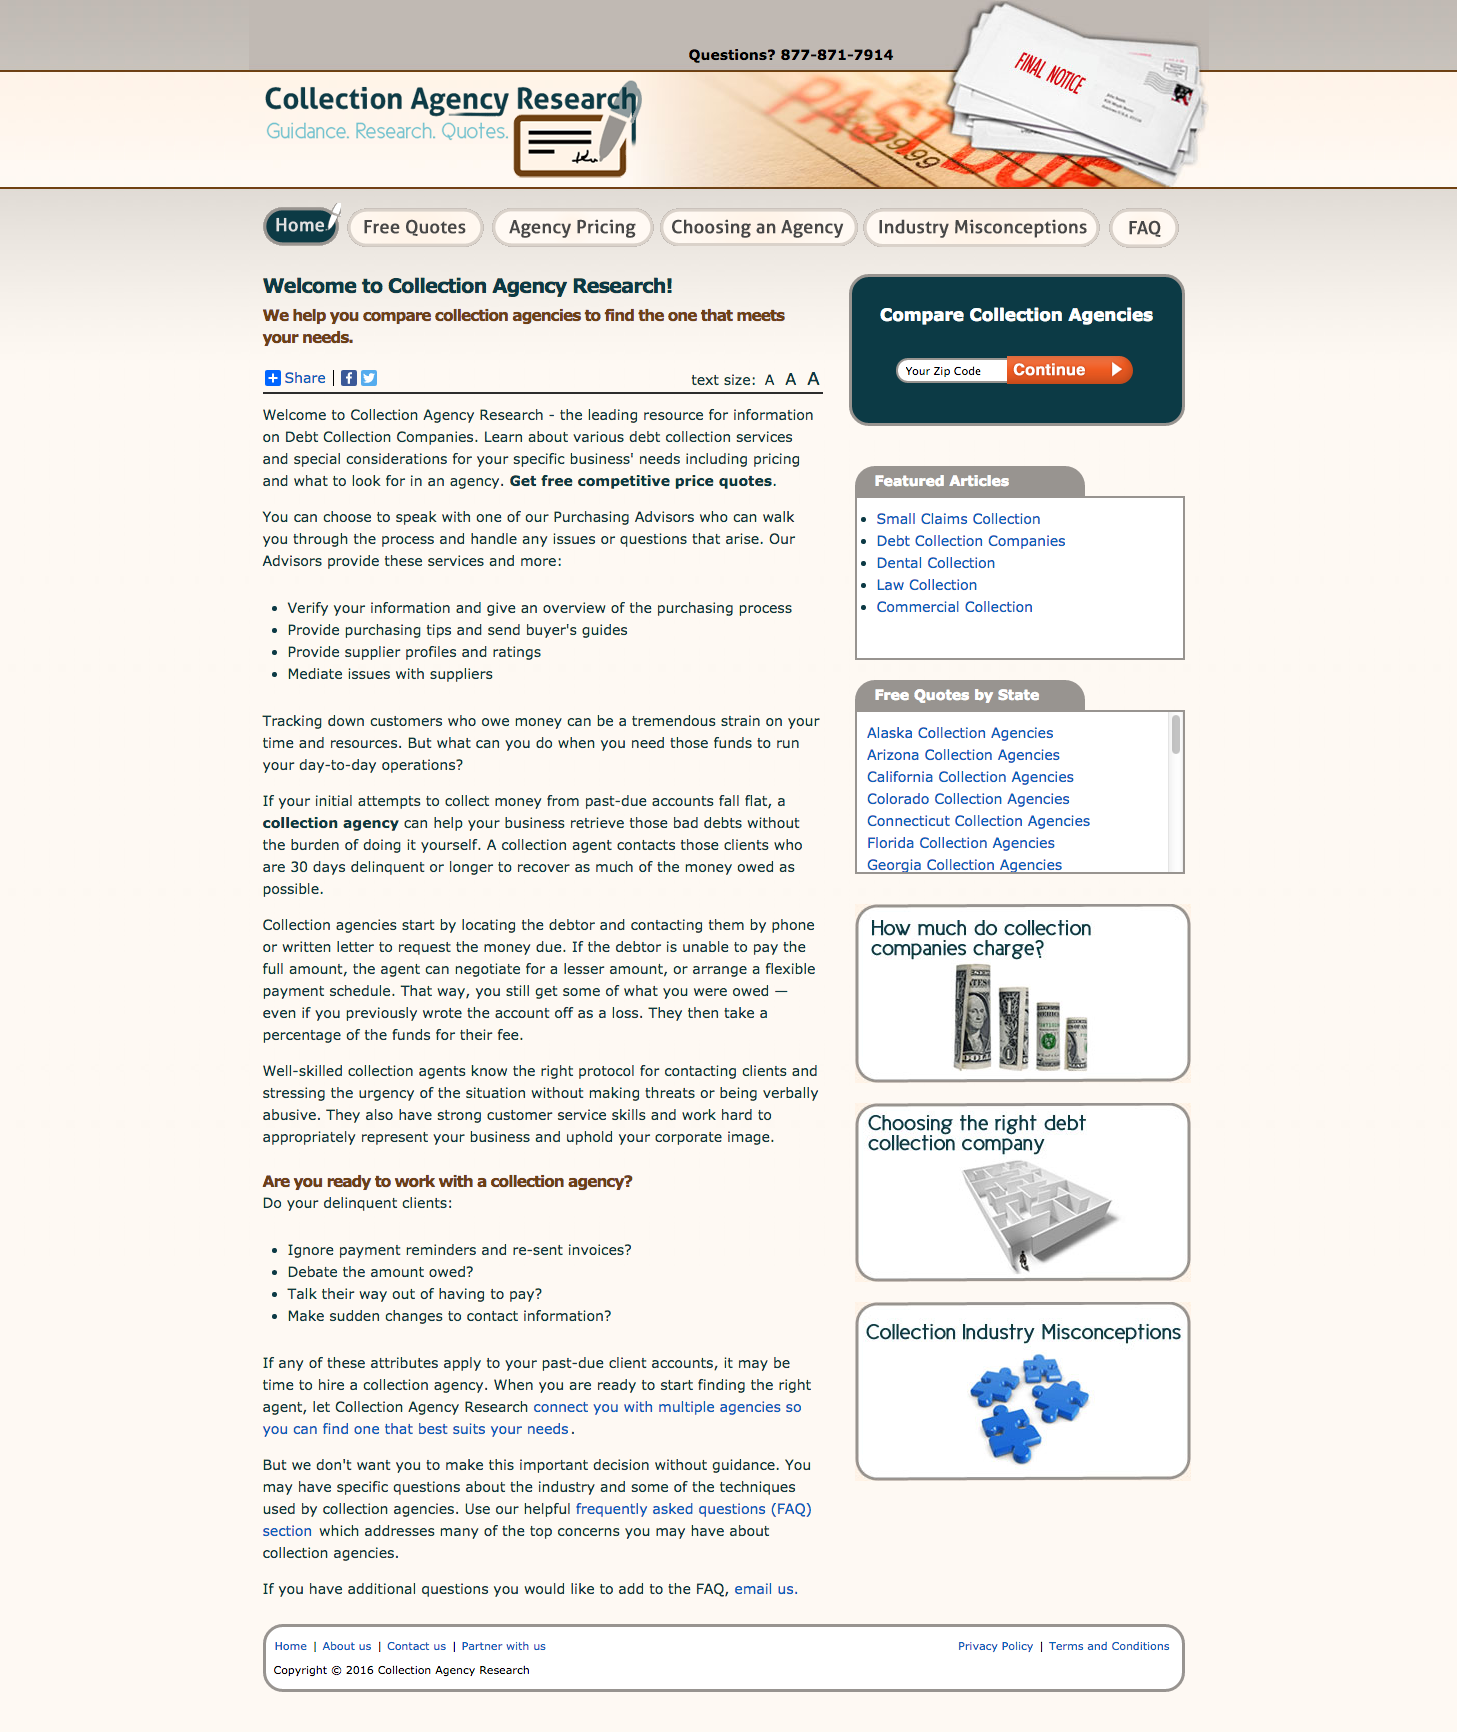 Questions? 877-871-7914
FINAL NOTICE
Collection Agency Research
Guidance. Research. Quotes.
PAST DUE
99.99
Home
Free Quotes
Agency Pricing
Choosing an Agency
Industry Misconceptions
FAQ
Welcome to Collection Agency Research!
We help you compare collection agencies to find the one that meets
your needs.
Share
text size: A A A
Welcome to Collection Agency Research - the leading resource for information
on Debt Collection Companies. Learn about various debt collection services
and special considerations for your specific business' needs including pricing
and what to look for in an agency. Get free competitive price quotes.
You can choose to speak with one of our Purchasing Advisors who can walk
you through the process and handle any issues or questions that arise. Our
Advisors provide these services and more:
• Verify your information and give an overview of the purchasing process
• Provide purchasing tips and send buyer's guides
• Provide supplier profiles and ratings
• Mediate issues with suppliers
Tracking down customers who owe money can be a tremendous strain on your
time and resources. But what can you do when you need those funds to run
your day-to-day operations?
If your initial attempts to collect money from past-due accounts fall flat, a
collection agency can help your business retrieve those bad debts without
the burden of doing it yourself. A collection agent contacts those clients who
are 30 days delinquent or longer to recover as much of the money owed as
possible.
Collection agencies start by locating the debtor and contacting them by phone
or written letter to request the money due. If the debtor is unable to pay the
full amount, the agent can negotiate for a lesser amount, or arrange a flexible
payment schedule. That way, you still get some of what you were owed —
even if you previously wrote the account off as a loss. They then take a
percentage of the funds for their fee.
Well-skilled collection agents know the right protocol for contacting clients and
stressing the urgency of the situation without making threats or being verbally
abusive. They also have strong customer service skills and work hard to
appropriately represent your business and uphold your corporate image.
Are you ready to work with a collection agency?
Do your delinquent clients:
• Ignore payment reminders and re-sent invoices?
• Debate the amount owed?
• Talk their way out of having to pay?
• Make sudden changes to contact information?
If any of these attributes apply to your past-due client accounts, it may be
time to hire a collection agency. When you are ready to start finding the right
agent, let Collection Agency Research connect you with multiple agencies so
you can find one that best suits your needs.
But we don't want you to make this important decision without guidance. You
may have specific questions about the industry and some of the techniques
used by collection agencies. Use our helpful frequently asked questions (FAQ)
section which addresses many of the top concerns you may have about
collection agencies.
If you have additional questions you would like to add to the FAQ, email us.
Compare Collection Agencies
Your Zip Code Continue
Featured Articles
• Small Claims Collection
• Debt Collection Companies
• Dental Collection
• Law Collection
• Commercial Collection
Free Quotes by State
Alaska Collection Agencies
Arizona Collection Agencies
California Collection Agencies
Colorado Collection Agencies
Connecticut Collection Agencies
Florida Collection Agencies
Georgia Collection Agencies
How much do collection
companies charge?
Choosing the right debt
collection company
Collection Industry Misconceptions
Home | About us | Contact us | Partner with us
Privacy Policy | Terms and Conditions
Copyright © 2016 Collection Agency Research